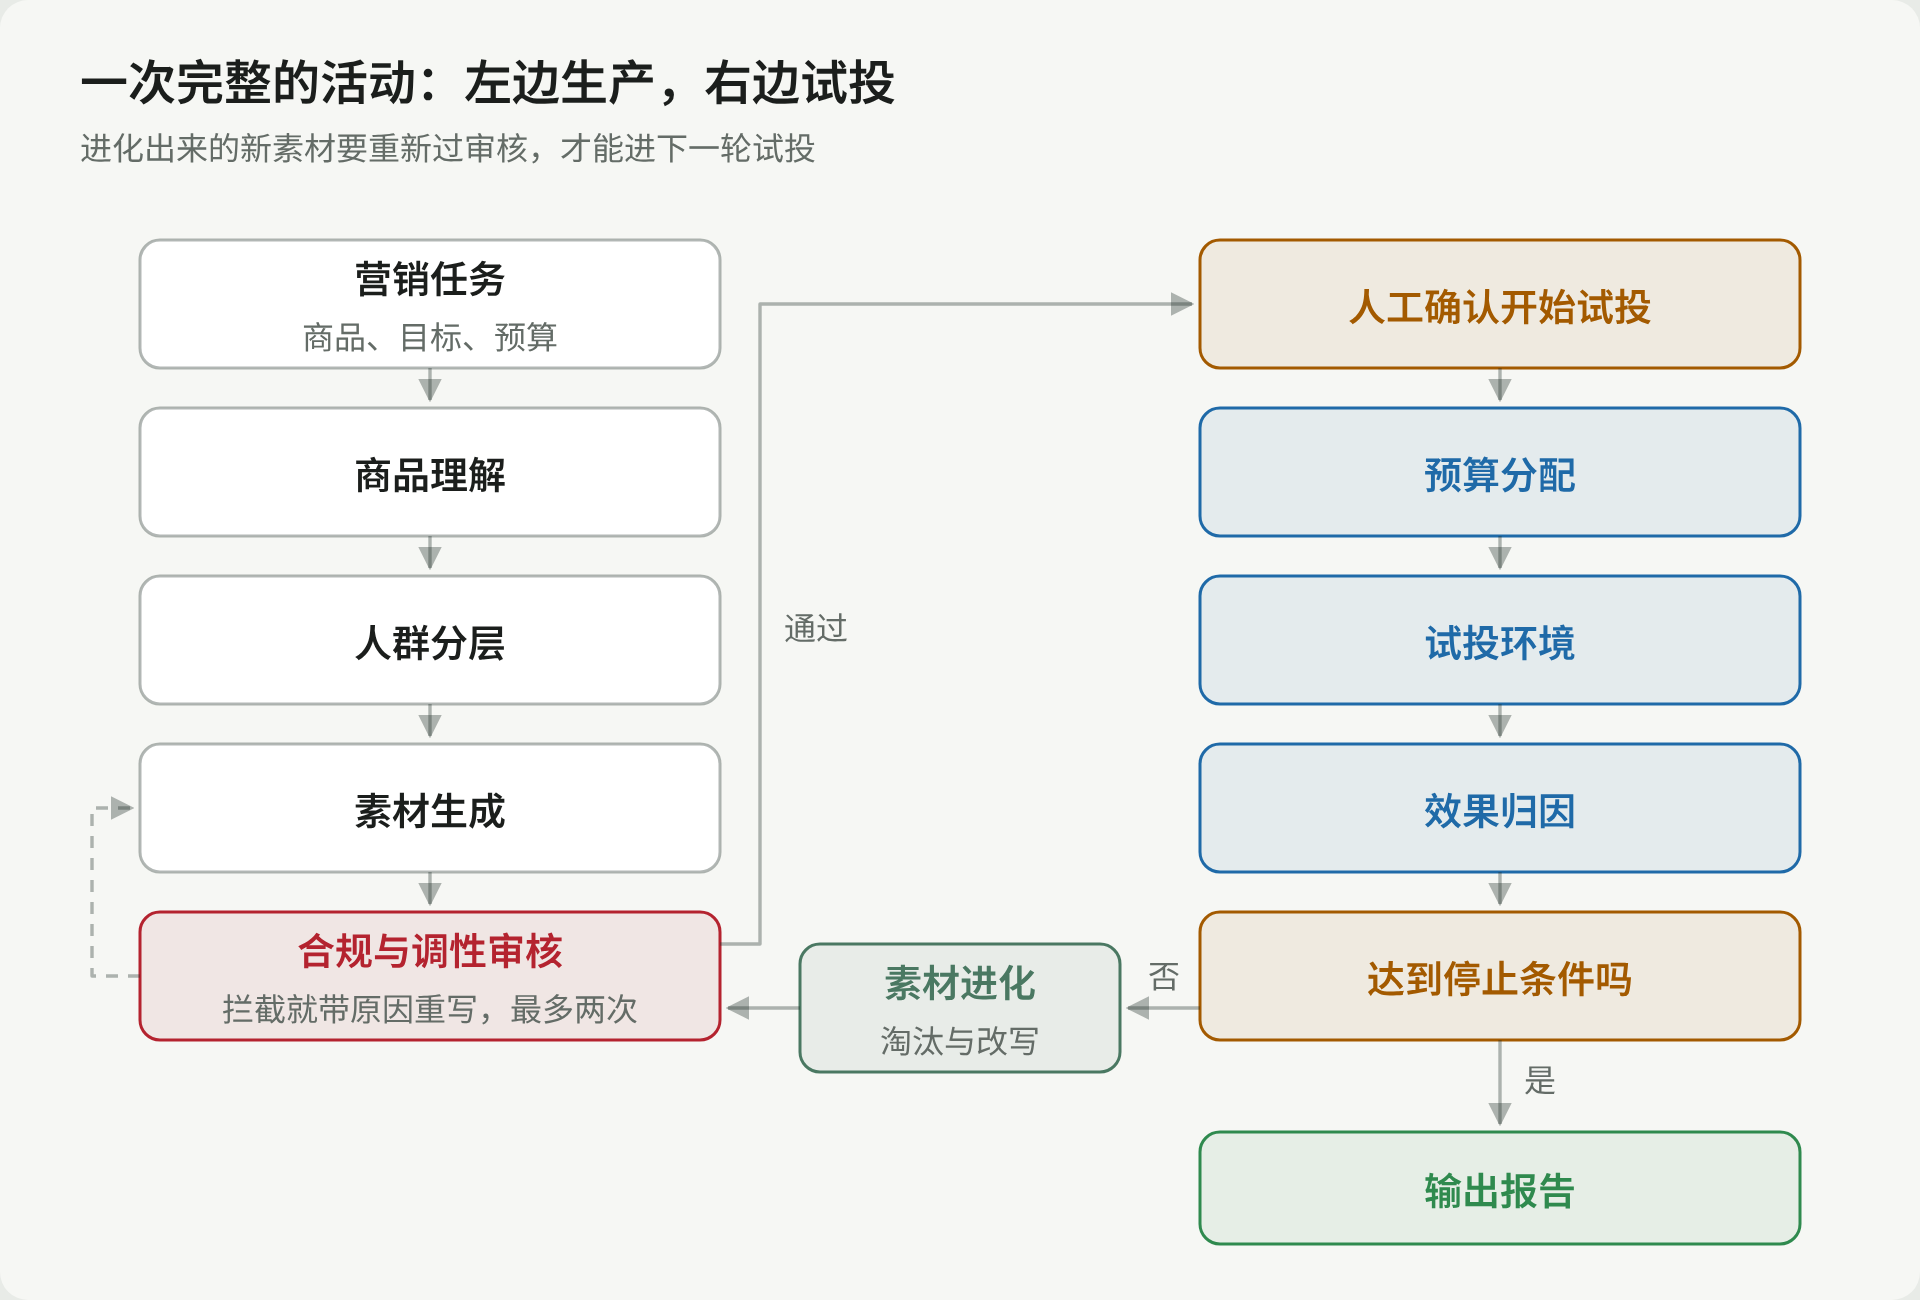 一次完整的活动：左边生产，右边试投
进化出来的新素材要重新过审核，才能进下一轮试投
营销任务
商品、目标、预算
商品理解
人群分层
素材生成
合规与调性审核
拦截就带原因重写，最多两次
通过
素材进化
淘汰与改写
否
人工确认开始试投
预算分配
试投环境
效果归因
达到停止条件吗
是
输出报告